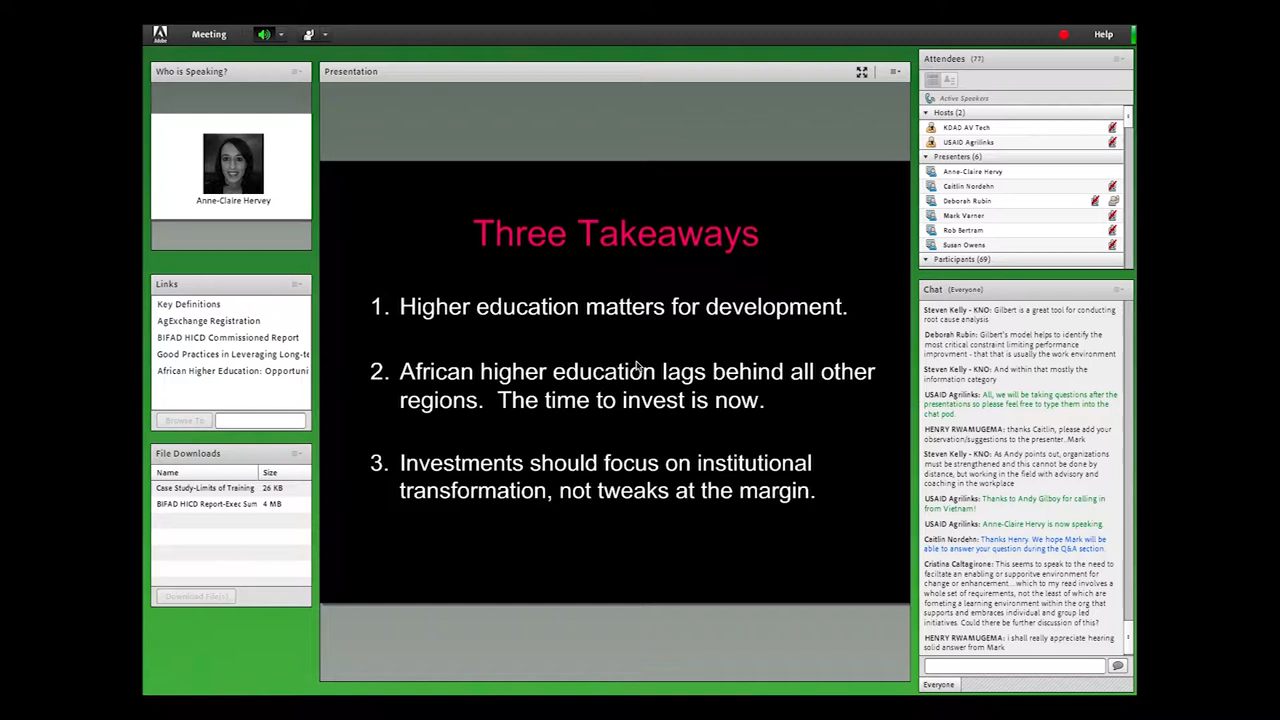 Adobe
Meeting
Help
Who is Speaking?
Anne-Claire Hervey
Links
Key Definitions
AgExchange Registration
BIFAD HICD Commissioned Report
Good Practices in Leveraging Long-te
African Higher Education: Opportuni
Browse To
File Downloads
Name Size
Case Study-Limits of Training 26 KB
BIFAD HICD Report-Exec Sum 4 MB
Download File(s)
Presentation
Three Takeaways
1. Higher education matters for development.
2. African higher education lags behind all other
regions. The time to invest is now.
3. Investments should focus on institutional
transformation, not tweaks at the margin.
Attendees (77)
Active Speakers
Hosts (2)
KDAD AV Tech
USAID Agrilinks
Presenters (6)
Anne-Claire Hervy
Caitlin Nordehn
Deborah Rubin
Mark Varner
Rob Bertram
Susan Owens
Participants (69)
Chat (Everyone)
Steven Kelly - KNO: Gilbert is a great tool for conducting
root cause analysis
Deborah Rubin: Gilbert's model helps to identify the
most critical constraint limiting performance
improvment - that that is usually the work environment
Steven Kelly - KNO: And within that mostly the
information category
USAID Agrilinks: All, we will be taking questions after the
presentations so please feel free to type them into the
chat pod.
HENRY RWAMUGEMA: thanks Caitlin, please add your
observation/suggestions to the presenter..Mark
Steven Kelly - KNO: As Andy points out, organizations
must be strengthened and this cannot be done by
distance, but working in the field with advisory and
coaching in the workplace
USAID Agrilinks: Thanks to Andy Gilboy for calling in
from Vietnam!
USAID Agrilinks: Anne-Claire Hervy is now speaking.
Caitlin Nordehn: Thanks Henry. We hope Mark will be
able to answer your question during the Q&A section.
Cristina Caltagirone: This seems to speak to the need to
faciltate an enabling or supportive environment for
change or enhancement...which to my read involves a
whole set of requirements, not the least of which are
fometing a learning environment within the org that
supports and embraces individual and group led
initiatives. Could there be further discussion of this?
HENRY RWAMUGEMA: i shall really appreciate hearing
solid answer from Mark
Everyone